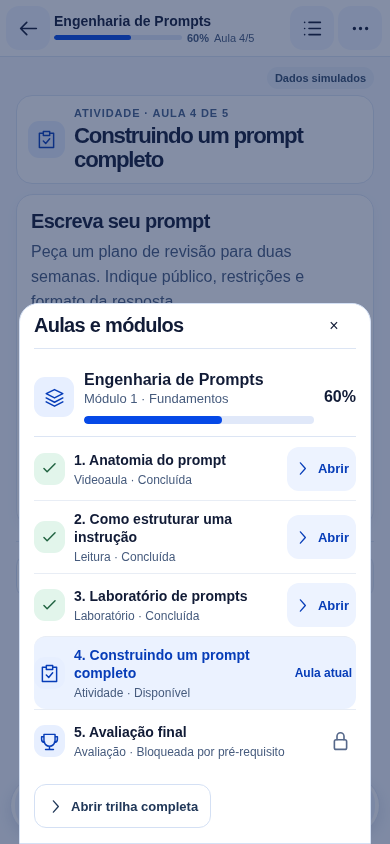 Engenharia de Prompts
60% Aula 4/5
Dados simulados
ATIVIDADE · AULA 4 DE 5
Construindo um prompt
completo
Escreva seu prompt
Peça um plano de revisão para duas
semanas. Indique público, restrições e
formato da resposta.
Aulas e módulos
×
Engenharia de Prompts
Módulo 1 · Fundamentos
60%
1. Anatomia do prompt
Videoaula · Concluída
Abrir
2. Como estruturar uma
instrução
Leitura · Concluída
Abrir
3. Laboratório de prompts
Laboratório · Concluída
Abrir
4. Construindo um prompt
completo
Atividade · Disponível
Aula atual
5. Avaliação final
Avaliação · Bloqueada por pré-requisito
Abrir trilha completa